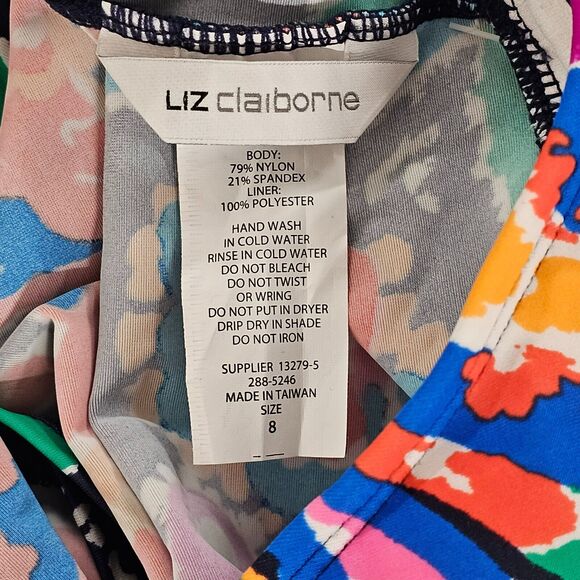 LIZ claiborne
BODY:
79% NYLON
21% SPANDEX
LINER:
100% POLYESTER
HAND WASH
IN COLD WATER
RINSE IN COLD WATER
DO NOT BLEACH
DO NOT TWIST
OR WRING
DO NOT PUT IN DRYER
DRIP DRY IN SHADE
DO NOT IRON
SUPPLIER 13279-5
288-5246
MADE IN TAIWAN
SIZE
8